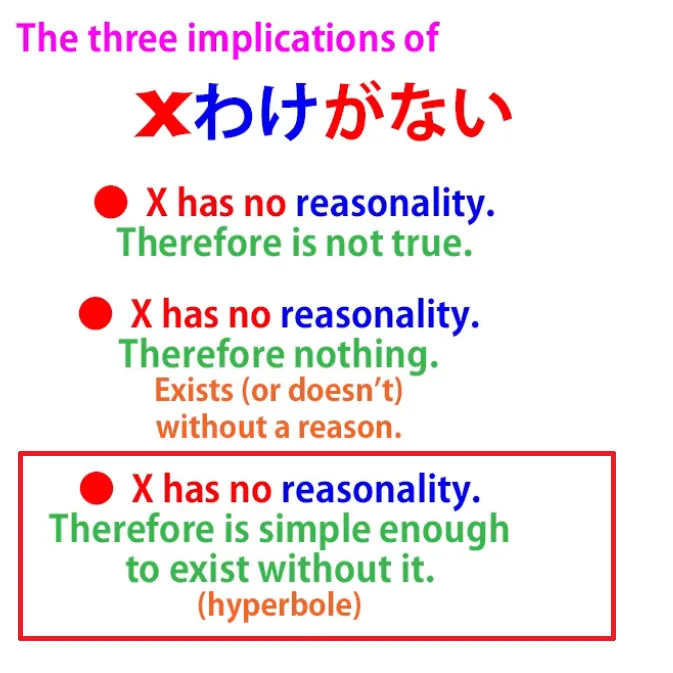 The three implications of
Xわけがない
● X has no reasonality.
Therefore is not true.
● X has no reasonality.
Therefore nothing.
Exists (or doesn’t)
without a reason.
● X has no reasonality.
Therefore is simple enough
to exist without it.
(hyperbole)